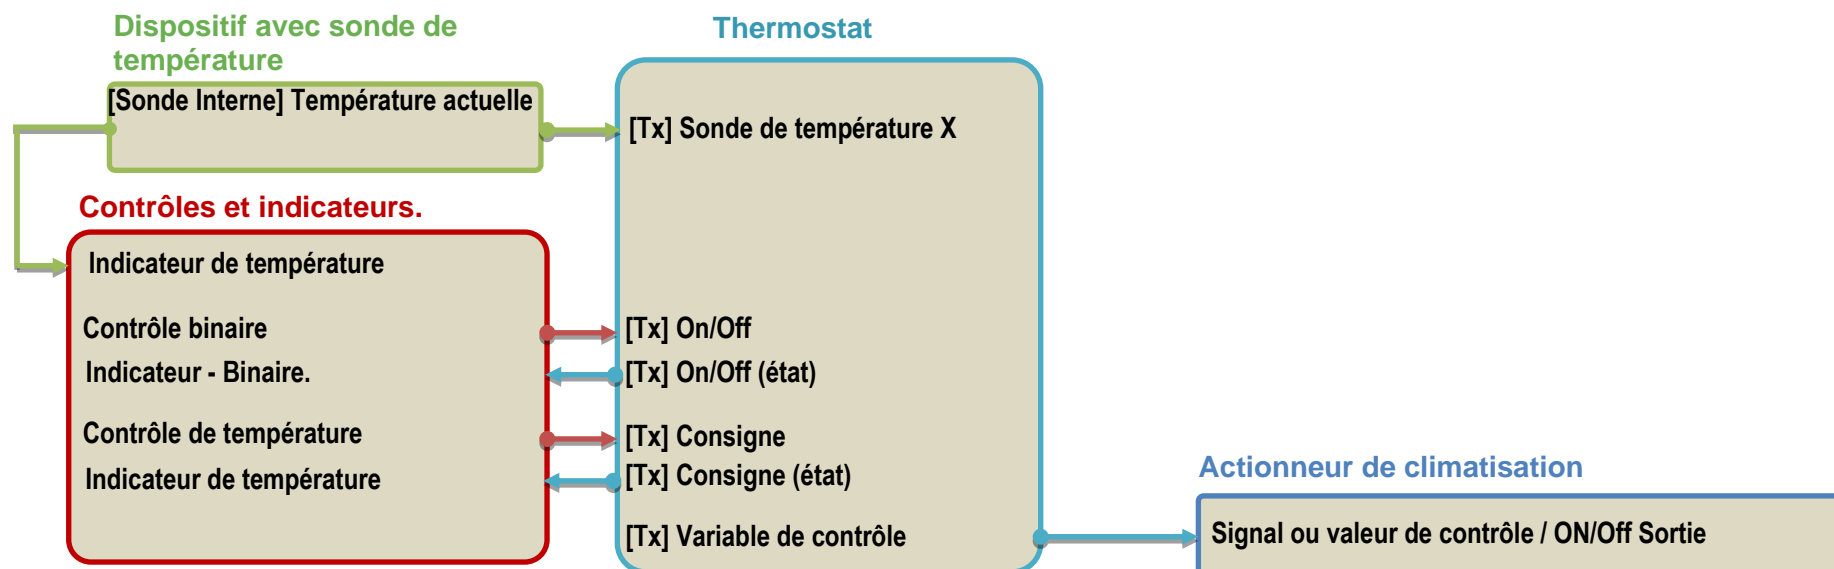 Dispositif avec sonde de
température
[Sonde Interne] Température actuelle
Thermostat
[Tx] Sonde de température X
Contrôles et indicateurs.
Indicateur de température
Contrôle binaire
[Tx] On/Off
Indicateur - Binaire.
[Tx] On/Off (état)
Contrôle de température
[Tx] Consigne
Indicateur de température
[Tx] Consigne (état)
[Tx] Variable de contrôle
Actionneur de climatisation
Signal ou valeur de contrôle / ON/Off Sortie